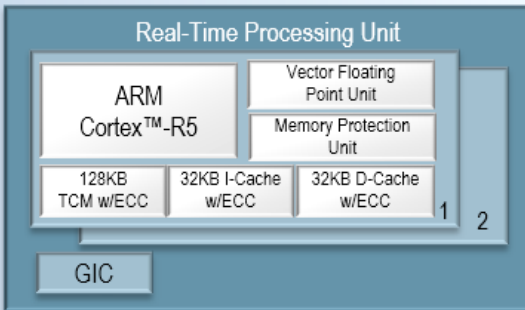 Real-Time Processing Unit
ARM
Cortex™-R5
Vector Floating
Point Unit
Memory Protection
Unit
128KB
TCM w/ECC
32KB I-Cache
w/ECC
32KB D-Cache
w/ECC
1
2
GIC